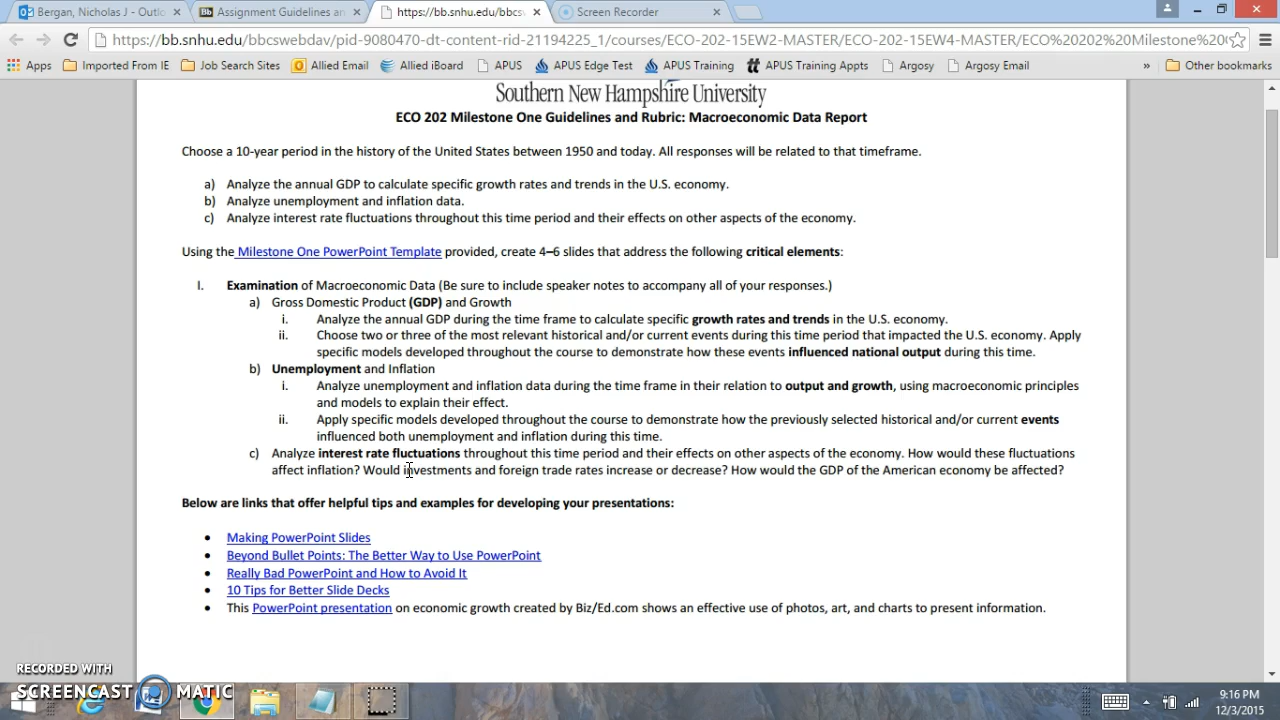 Bergan, Nicholas J - Outlo
Assignment Guidelines an
https://bb.snhu.edu/bbcs
Screen Recorder
https://bb.snhu.edu/bbcswebdav/pid-9080470-dt-content-rid-21194225_1/courses/ECO-202-15EW2-MASTER/ECO-202-15EW4-MASTER/ECO%20202%20Milestone%20
Apps
Imported From IE
Job Search Sites
Allied Email
Allied iBoard
APUS
APUS Edge Test
APUS Training
APUS Training Appts
Argosy
Argosy Email
»
Other bookmarks
Southern New Hampshire University
ECO 202 Milestone One Guidelines and Rubric: Macroeconomic Data Report
Choose a 10-year period in the history of the United States between 1950 and today. All responses will be related to that timeframe.
a) Analyze the annual GDP to calculate specific growth rates and trends in the U.S. economy.
b) Analyze unemployment and inflation data.
c) Analyze interest rate fluctuations throughout this time period and their effects on other aspects of the economy.
Using the Milestone One PowerPoint Template provided, create 4–6 slides that address the following critical elements:
I. Examination of Macroeconomic Data (Be sure to include speaker notes to accompany all of your responses.)
a) Gross Domestic Product (GDP) and Growth
i. Analyze the annual GDP during the time frame to calculate specific growth rates and trends in the U.S. economy.
ii. Choose two or three of the most relevant historical and/or current events during this time period that impacted the U.S. economy. Apply
specific models developed throughout the course to demonstrate how these events influenced national output during this time.
b) Unemployment and Inflation
i. Analyze unemployment and inflation data during the time frame in their relation to output and growth, using macroeconomic principles
and models to explain their effect.
ii. Apply specific models developed throughout the course to demonstrate how the previously selected historical and/or current events
influenced both unemployment and inflation during this time.
c) Analyze interest rate fluctuations throughout this time period and their effects on other aspects of the economy. How would these fluctuations
affect inflation? Would investments and foreign trade rates increase or decrease? How would the GDP of the American economy be affected?
Below are links that offer helpful tips and examples for developing your presentations:
• Making PowerPoint Slides
• Beyond Bullet Points: The Better Way to Use PowerPoint
• Really Bad PowerPoint and How to Avoid It
• 10 Tips for Better Slide Decks
• This PowerPoint presentation on economic growth created by Biz/Ed.com shows an effective use of photos, art, and charts to present information.
RECORDED WITH
SCREENCAST MATIC
9:16 PM
12/3/2015